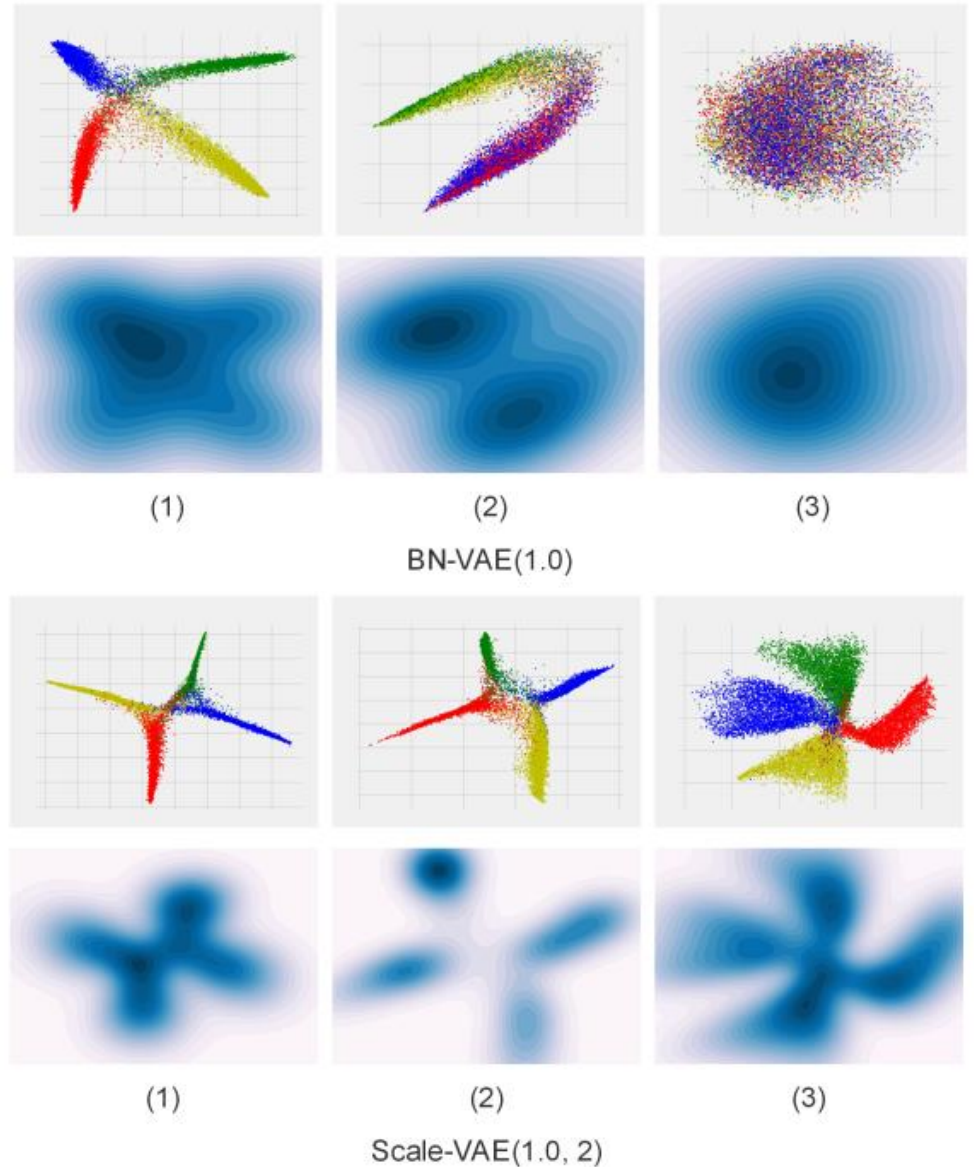 (1) (2) (3)
BN-VAE(1.0)
(1) (2) (3)
Scale-VAE(1.0, 2)